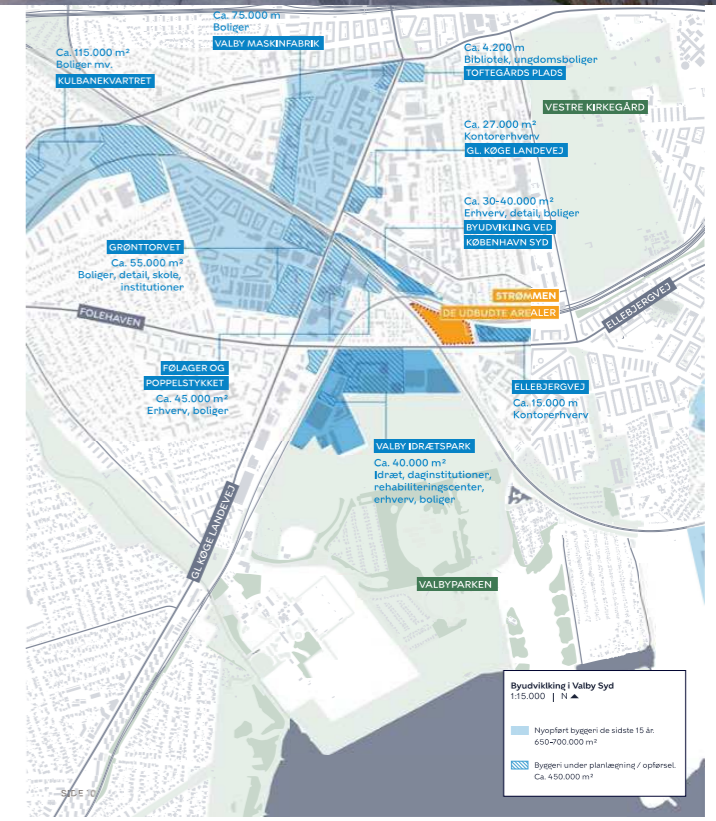 Ca. 75.000 m
Boliger
VALBY MASKINFABRIK
Ca. 115.000 m²
Boliger mv.
KULBANEKVARTRET
Ca. 4.200 m
Bibliotek, ungdomsboliger
TOFTEGÅRDS PLADS
VESTRE KIRKEGÅRD
Ca. 27.000 m²
Kontorerhverv
GL. KØGE LANDEVEJ
Ca. 30-40.000 m²
Erhverv, detail, boliger
BYUDVIKLING VED
KØBENHAVN SYD
GRØNTTORVET
Ca. 55.000 m²
Boliger, detail, skole,
institutioner
STRØMMEN
DE UDBUDTE AREALER
ELLEBJERGVEJ
FOLEHAVEN
FØLAGER OG
POPPELSTYKKET
Ca. 45.000 m²
Erhverv, boliger
ELLEBJERGVEJ
Ca. 15.000 m
Kontorerhverv
VALBY IDRÆTSPARK
Ca. 40.000 m²
Idræt, daginstitutioner,
rehabiliteringscenter,
erhverv, boliger
GL KØGE LANDEVEJ
VALBYPARKEN
Byudviklking i Valby Syd
1:15.000 | N
Nyopført byggeri de sidste 15 år.
650-700.000 m²
Byggeri under planlægning / opførsel.
Ca. 450.000 m²
SIDE 10